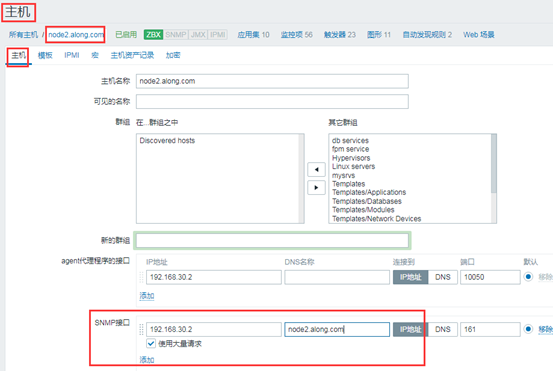 主机
所有主机 / node2.along.com 已启用 ZBX SNMP JMX IPMI 应用集 10 监控项 56 触发器 23 图形 11 自动发现规则 2 Web 场景
主机 模板 IPMI 宏 主机资产记录 加密
主机名称 node2.along.com
可见的名称
群组 在...群组之中 其它群组
Discovered hosts
db services
fpm service
Hypervisors
Linux servers
mysrvs
Templates
Templates/Applications
Templates/Databases
Templates/Modules
Templates/Network Devices
新的群组
agent代理程序的接口 IP地址 DNS名称 连接到 端口 默认
192.168.30.2 IP地址 DNS 10050 移除
添加
SNMP接口 192.168.30.2 node2.along.com IP地址 DNS 161 移除
使用大量请求
添加